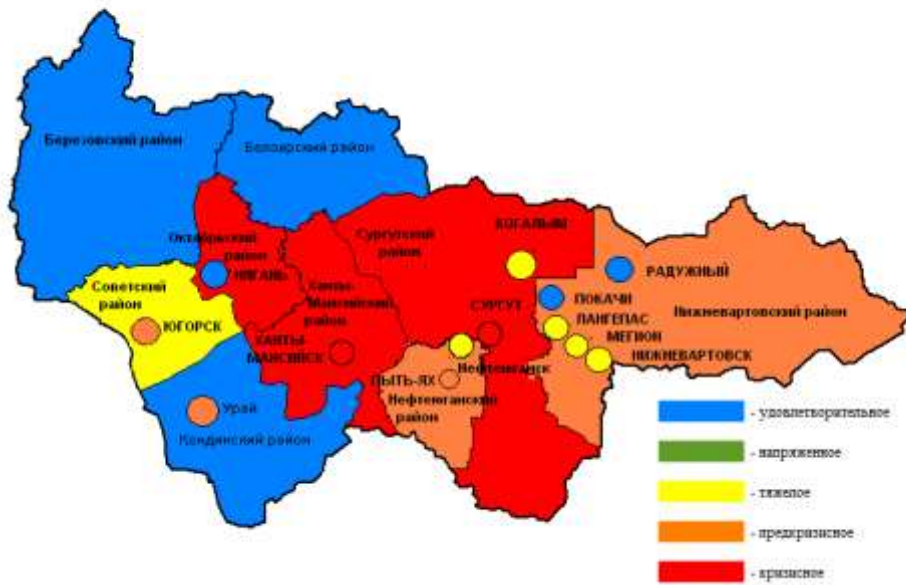 Березовский район
Белоярский район
Октябрьский
район
НЯГАНЬ
Сургутский
район
КОГАЛЫМ
Советский
район
ЮГОРСК
Ханты-
Мансийский
район
ХАНТЫ-
МАНСИЙСК
СУРГУТ
РАДУЖНЫЙ
ПОКАЧИ
ЛАНГЕПАС
МЕГИОН
НИЖНЕВАРТОВСК
Нижневартовский район
Нефтеюганск
ПЫТЬ-ЯХ
Нефтеюганский
район
Урай
Кондинский район
- удовлетворительное
- напряженное
- тяжелое
- предкризисное
- кризисное